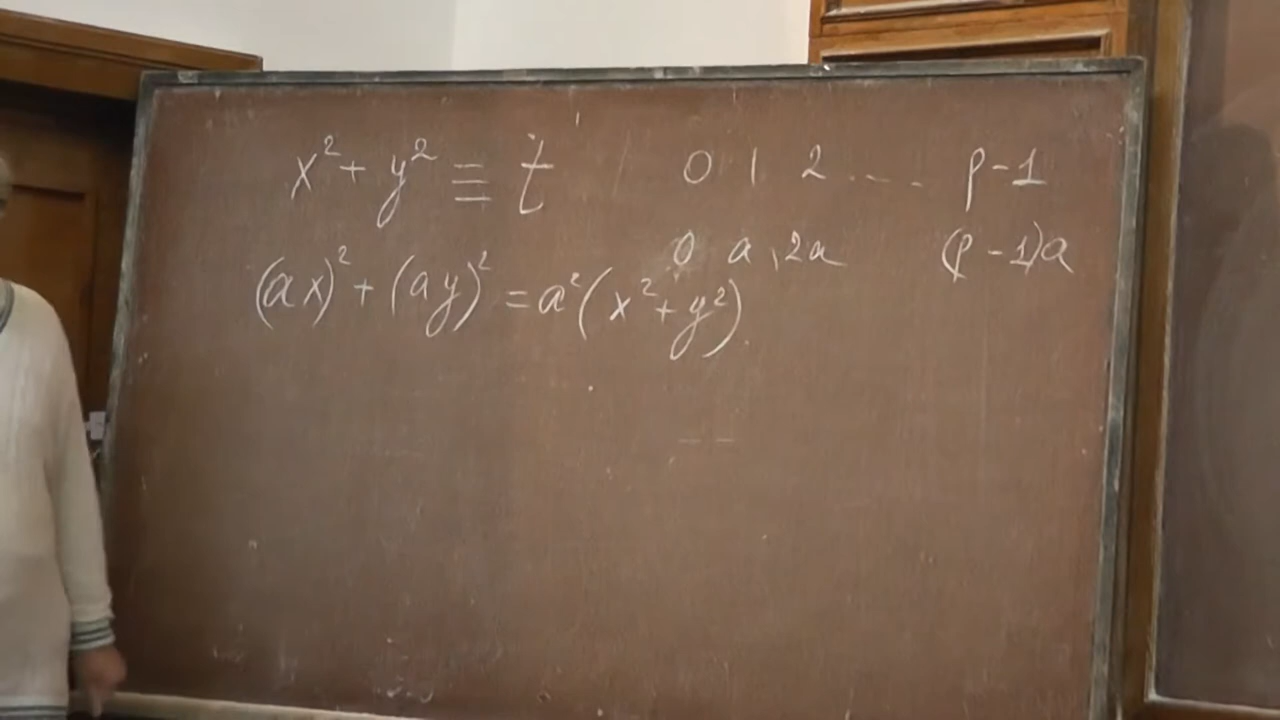 x² + y² ≡ t 0 1 2 ... p-1
0 a, 2a (p-1)a
(ax)² + (ay)² = a²(x² + y²).